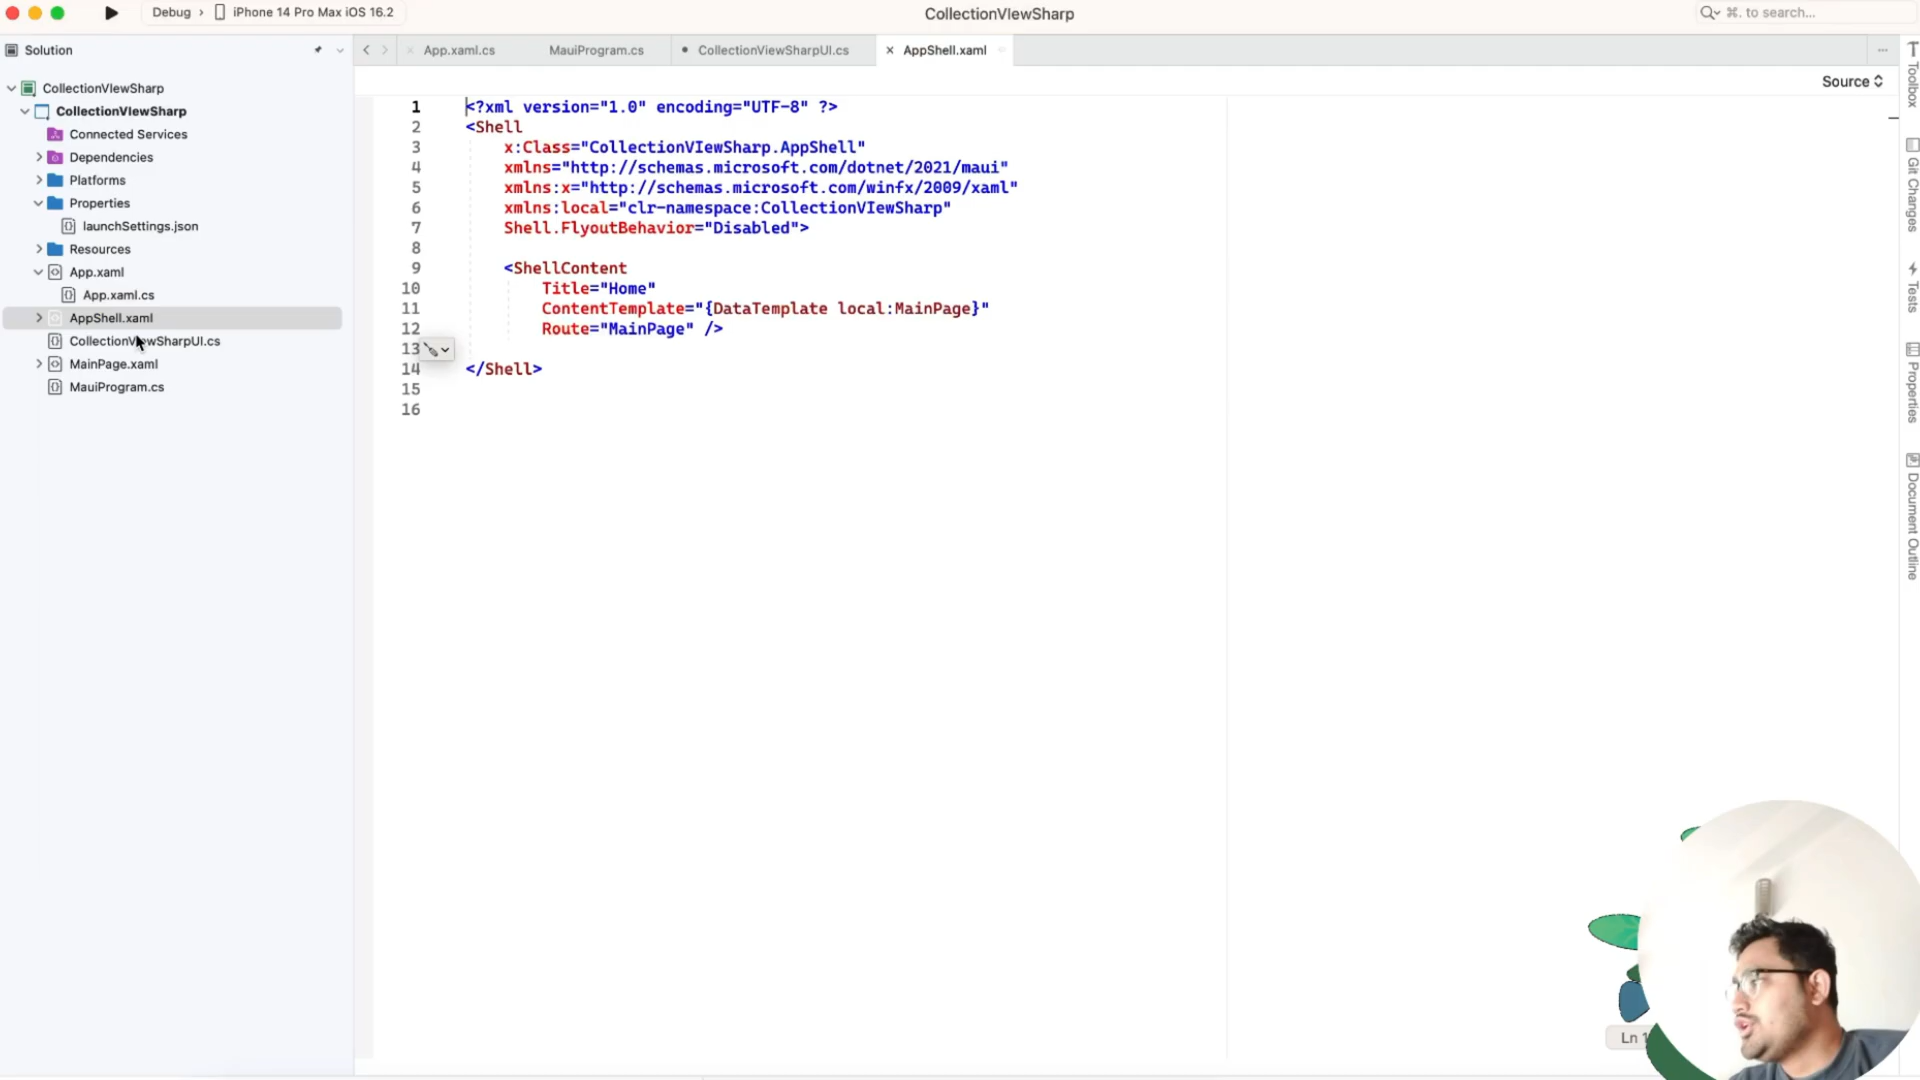 Debug › iPhone 14 Pro Max iOS 16.2
CollectionVIewSharp
⌘. to search...
Solution
App.xaml.cs
MauiProgram.cs
CollectionViewSharpUI.cs
AppShell.xaml
Source
CollectionVIewSharp
CollectionVIewSharp
Connected Services
Dependencies
Platforms
Properties
launchSettings.json
Resources
App.xaml
App.xaml.cs
AppShell.xaml
CollectionViewSharpUI.cs
MainPage.xaml
MauiProgram.cs
1 <?xml version="1.0" encoding="UTF-8" ?>
2 <Shell
3 x:Class="CollectionVIewSharp.AppShell"
4 xmlns="http://schemas.microsoft.com/dotnet/2021/maui"
5 xmlns:x="http://schemas.microsoft.com/winfx/2009/xaml"
6 xmlns:local="clr-namespace:CollectionVIewSharp"
7 Shell.FlyoutBehavior="Disabled">
8
9 <ShellContent
10 Title="Home"
11 ContentTemplate="{DataTemplate local:MainPage}"
12 Route="MainPage" />
13
14 </Shell>
15
16
Toolbox
Git Changes
Tests
Properties
Document Outline
Ln 1